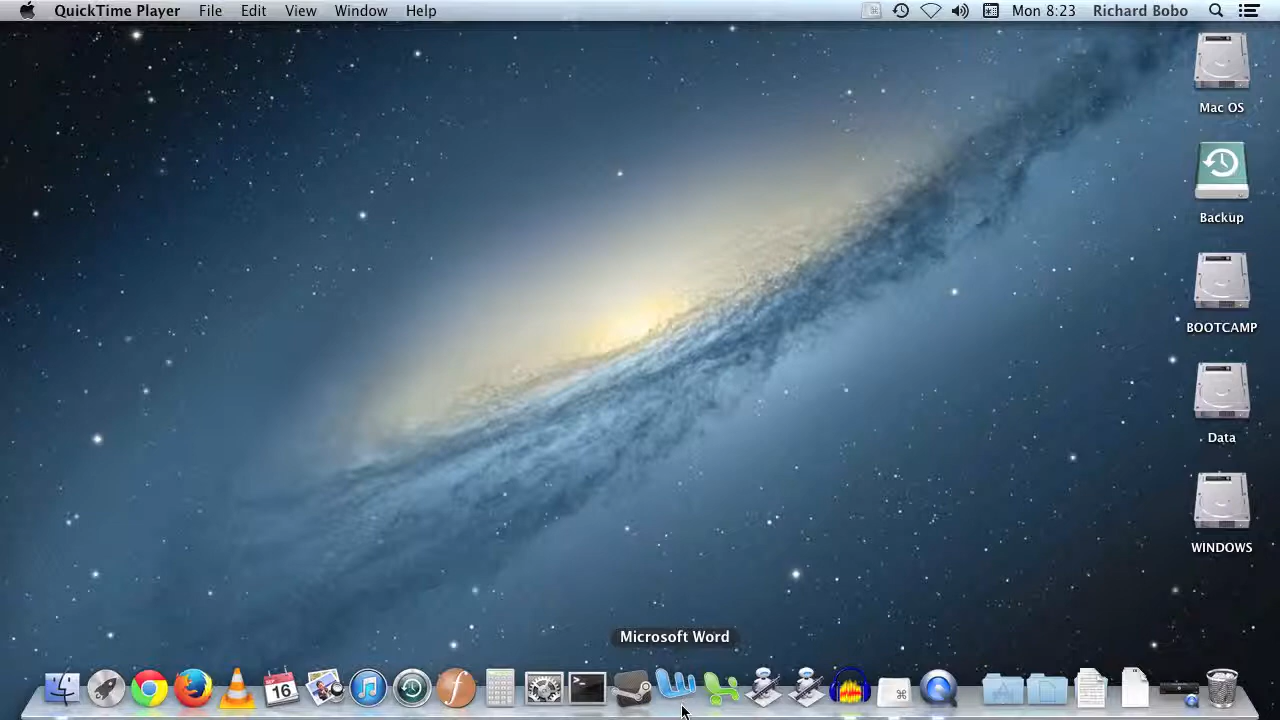 QuickTime Player File Edit View Window Help Mon 8:23 Richard Bobo
Mac OS
Backup
BOOTCAMP
Data
WINDOWS
Microsoft Word
16